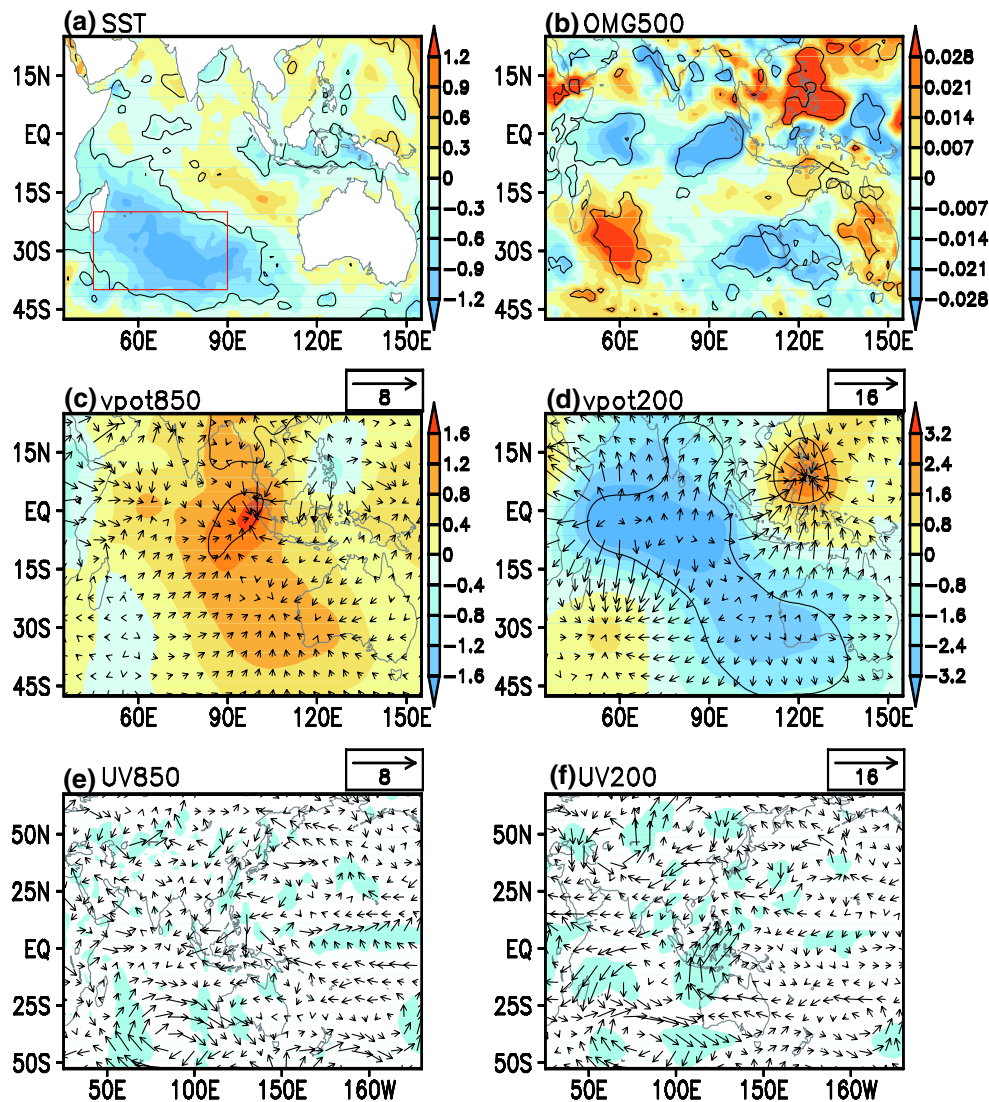 (a) SST
15N
EQ
15S
30S
45S
60E 90E 120E 150E
1.2
0.9
0.6
0.3
0
−0.3
−0.6
−0.9
−1.2
(b) OMG500
15N
EQ
15S
30S
45S
60E 90E 120E 150E
0.028
0.021
0.014
0.007
0
−0.007
−0.014
−0.021
−0.028
(c) vpot850
8
15N
EQ
15S
30S
45S
60E 90E 120E 150E
1.6
1.2
0.8
0.4
0
−0.4
−0.8
−1.2
−1.6
(d) vpot200
16
15N
EQ
15S
30S
45S
60E 90E 120E 150E
3.2
2.4
1.6
0.8
0
−0.8
−1.6
−2.4
−3.2
(e) UV850
8
50N
25N
EQ
25S
50S
50E 100E 150E 160W
(f) UV200
16
50N
25N
EQ
25S
50S
50E 100E 150E 160W